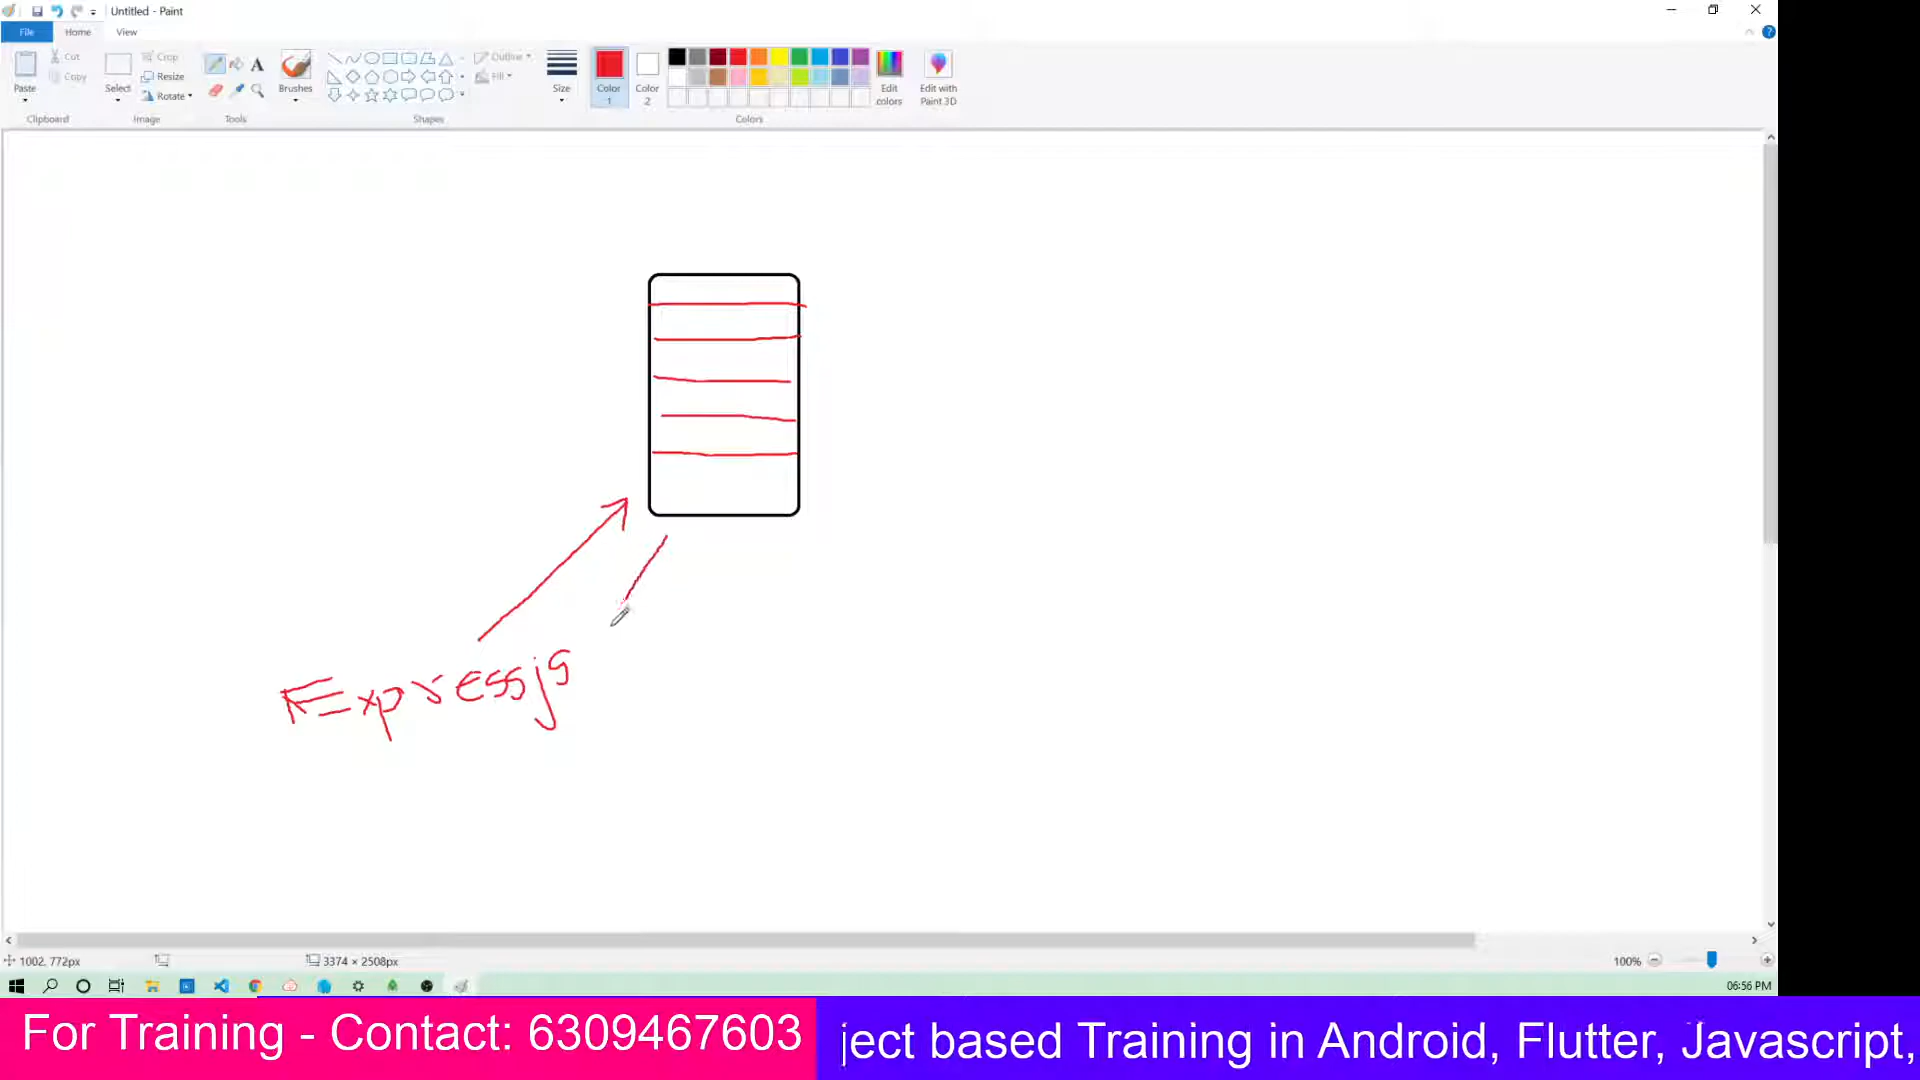 Untitled - Paint
File
Home
View
Paste
Cut
Copy
Clipboard
Select
Crop
Resize
Rotate
Image
Tools
Brushes
Shapes
Outline
Fill
Size
Color
1
Color
2
Edit
colors
Edit with
Paint 3D
Colors
Expressjs
1002, 772px
3374 × 2508px
100%
06:56 PM
For Training - Contact: 6309467603
ject based Training in Android, Flutter, Javascript,